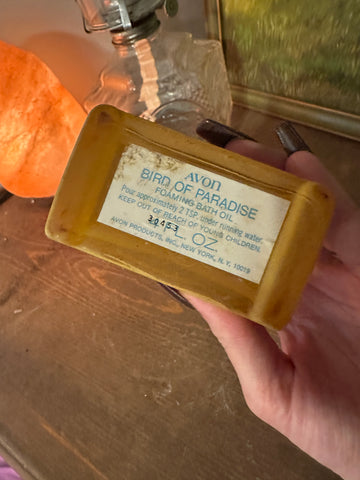 AVON
BIRD OF PARADISE
FOAMING BATH OIL
Pour approximately 2 TSP. under running water.
KEEP OUT OF REACH OF YOUNG CHILDREN.
FL. OZ.
AVON PRODUCTS, INC., NEW YORK, N.Y. 10019